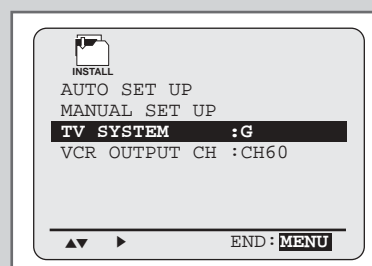 INSTALL
AUTO SET UP
MANUAL SET UP
TV SYSTEM :G
VCR OUTPUT CH :CH60
▲▼ ▶ END:MENU